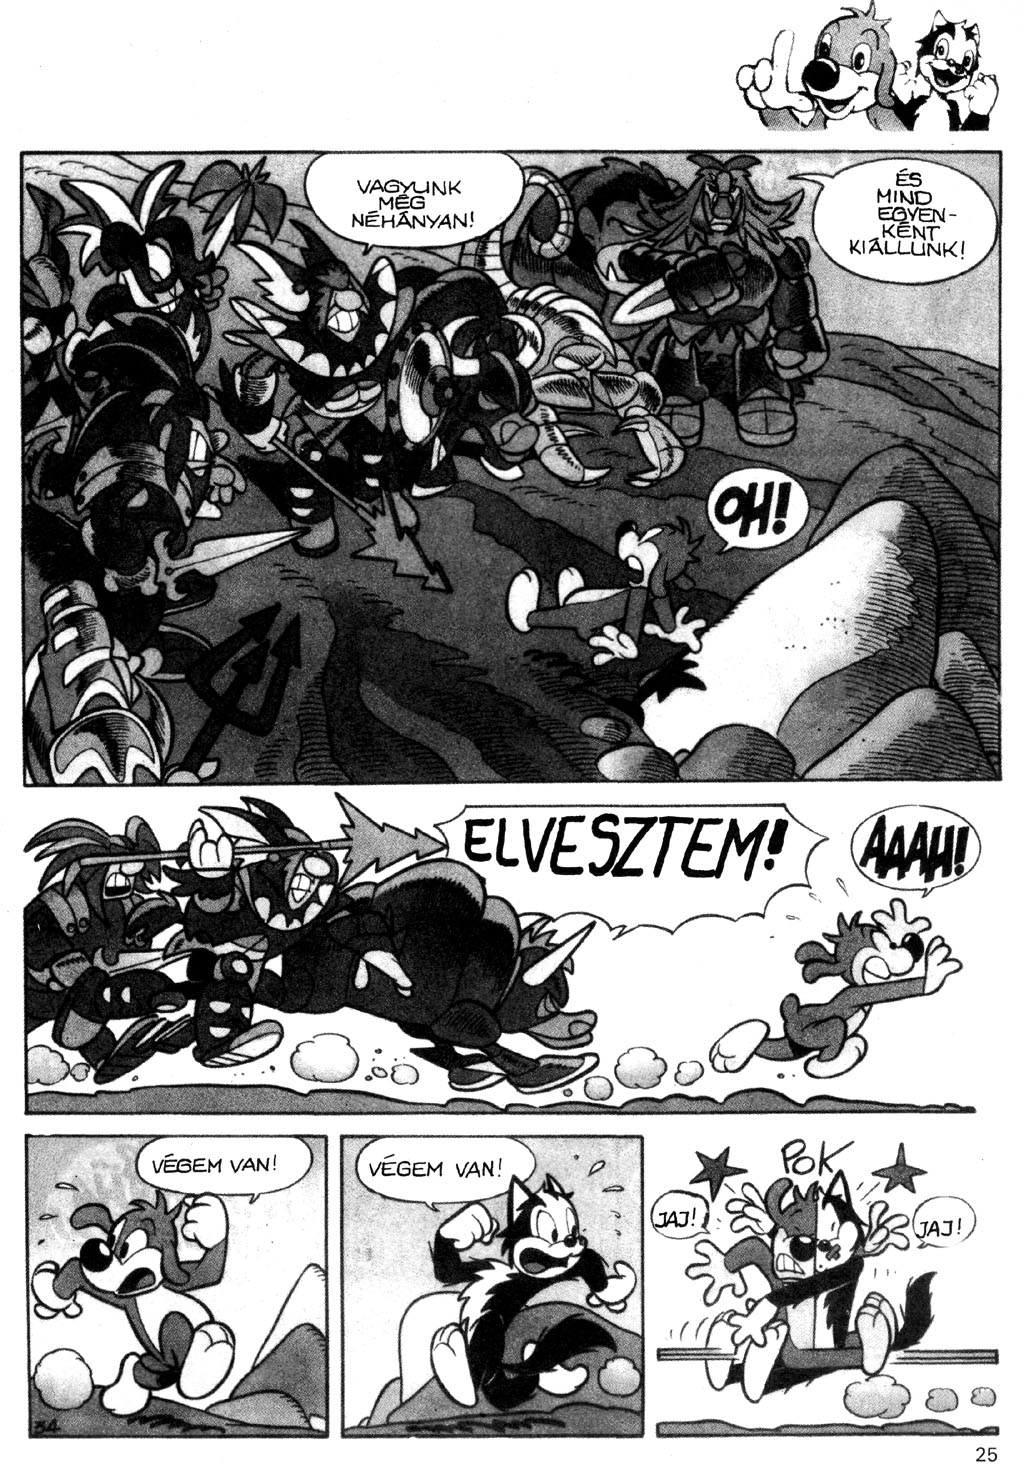 VAGYUNK
MÉG
NÉHÁNYAN!
ÉS
MIND
EGYEN-
KÉNT
KIÁLLUNK!
OH!
ELVESZTEM!
AAAH!
VÉGEM VAN!
VÉGEM VAN!
POK
JAJ!
JAJ!
34
25